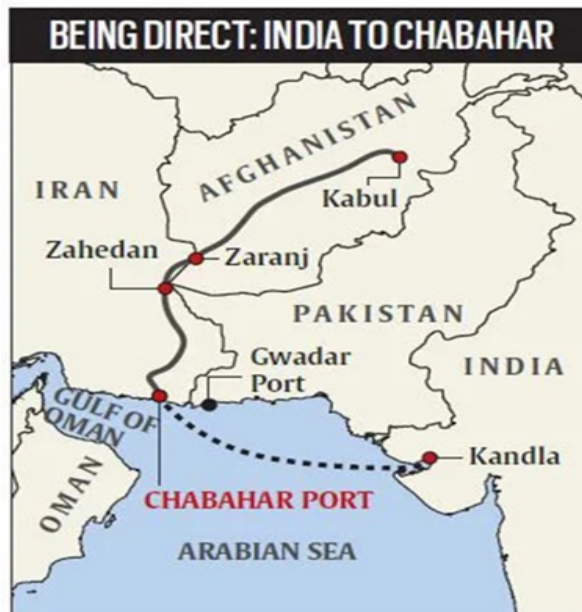 BEING DIRECT: INDIA TO CHABAHAR
AFGHANISTAN
IRAN
Kabul
Zahedan
Zaranj
PAKISTAN
Gwadar
Port
INDIA
GULF OF
OMAN
Kandla
OMAN
CHABAHAR PORT
ARABIAN SEA